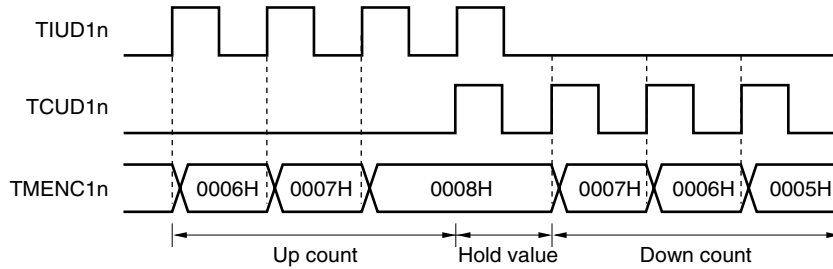 TIUD1n
TCUD1n
TMENC1n 0006H 0007H 0008H 0007H 0006H 0005H
Up count Hold value Down count